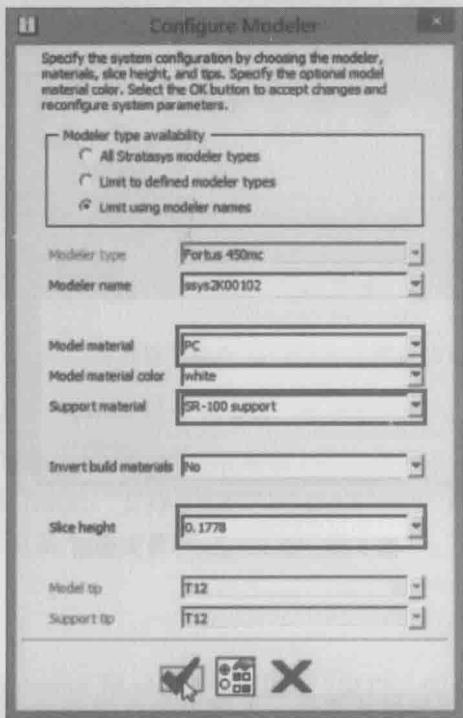 Configure Modeler
Specify the system configuration by choosing the modeler,
materials, slice height, and tips. Specify the optional model
material color. Select the OK button to accept changes and
reconfigure system parameters.
Modeler type availability
All Stratasys modeler types
Limit to defined modeler types
Limit using modeler names
Modeler type Fortus 450mc
Modeler name ssys2K00102
Model material PC
Model material color white
Support material SR-100 support
Invert build materials No
Slice height 0.1778
Model tip T12
Support tip T12